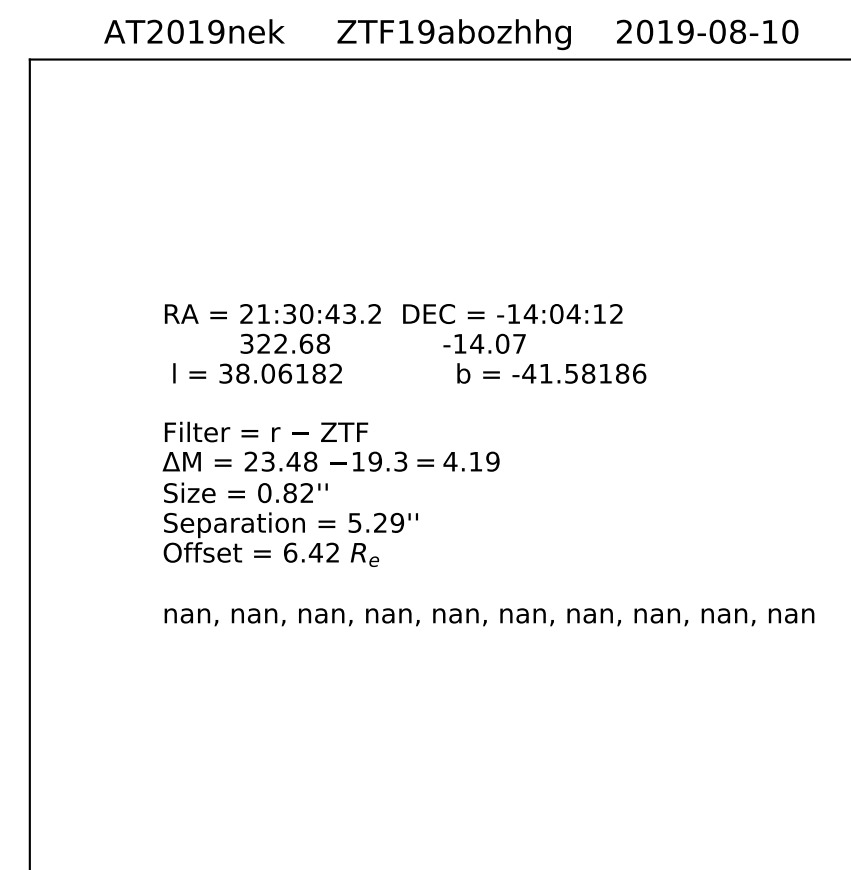 AT2019nek ZTF19abozhhg 2019-08-10
RA = 21:30:43.2 DEC = -14:04:12
322.68 -14.07
l = 38.06182 b = -41.58186
Filter = r − ZTF
ΔM = 23.48 −19.3 = 4.19
Size = 0.82''
Separation = 5.29''
Offset = 6.42 Rₑ
nan, nan, nan, nan, nan, nan, nan, nan, nan, nan